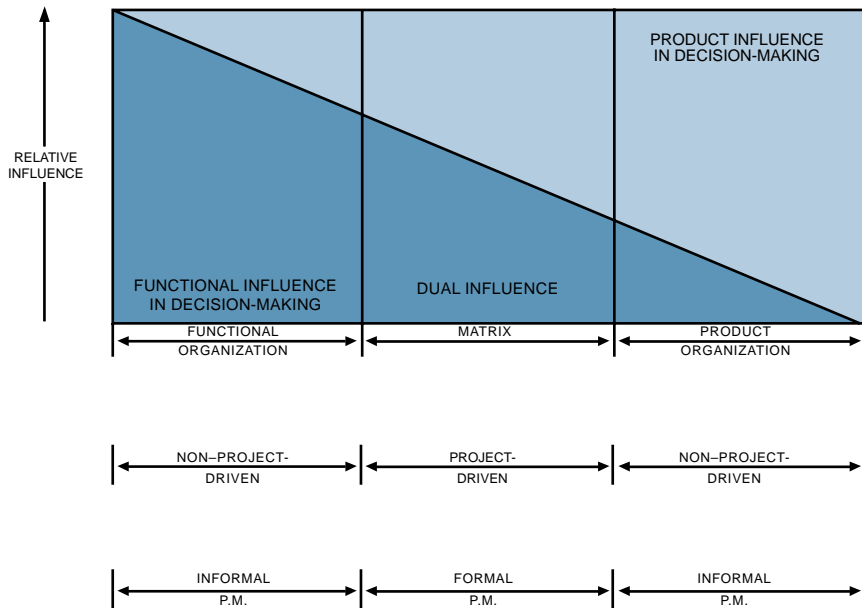 PRODUCT INFLUENCE
IN DECISION-MAKING
RELATIVE
INFLUENCE
FUNCTIONAL INFLUENCE
IN DECISION-MAKING
DUAL INFLUENCE
FUNCTIONAL
ORGANIZATION
MATRIX
PRODUCT
ORGANIZATION
NON–PROJECT-
DRIVEN
PROJECT-
DRIVEN
NON–PROJECT-
DRIVEN
INFORMAL
P.M.
FORMAL
P.M.
INFORMAL
P.M.